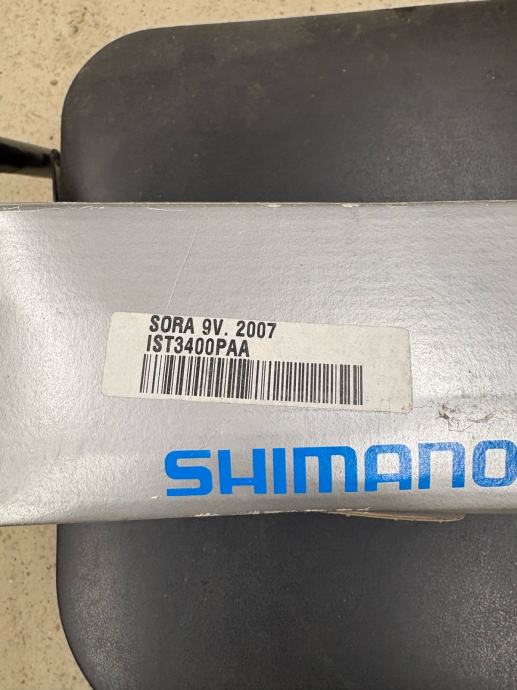 SORA 9V. 2007
IST3400PAA
SHIMANO